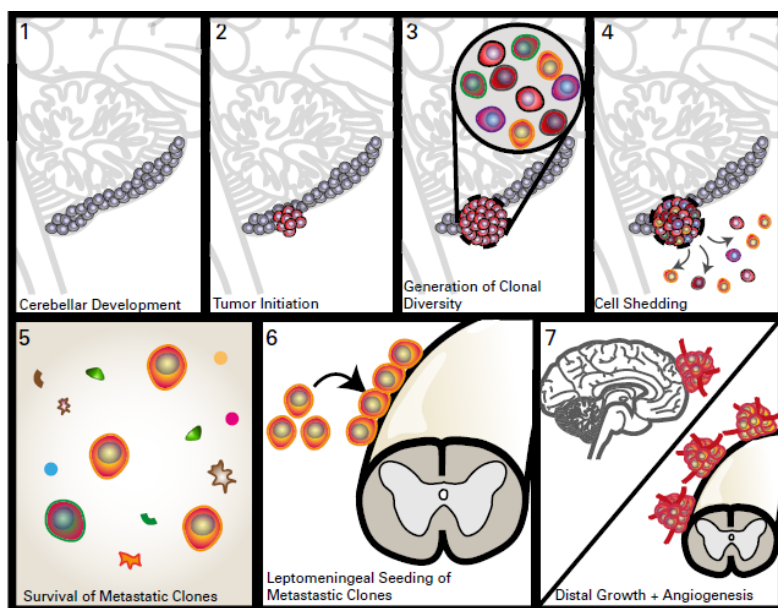 1
Cerebellar Development
2
Tumor Initiation
3
Generation of Clonal
Diversity
4
Cell Shedding
5
Survival of Metastatic Clones
6
Leptomeningeal Seeding of
Metastastic Clones
7
Distal Growth + Angiogenesis